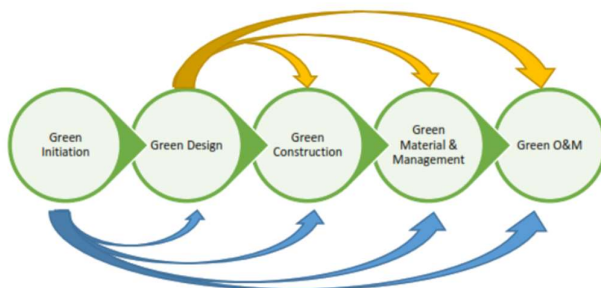 Green
Initiation
Green Design
Green
Construction
Green
Material &
Management
Green O&M